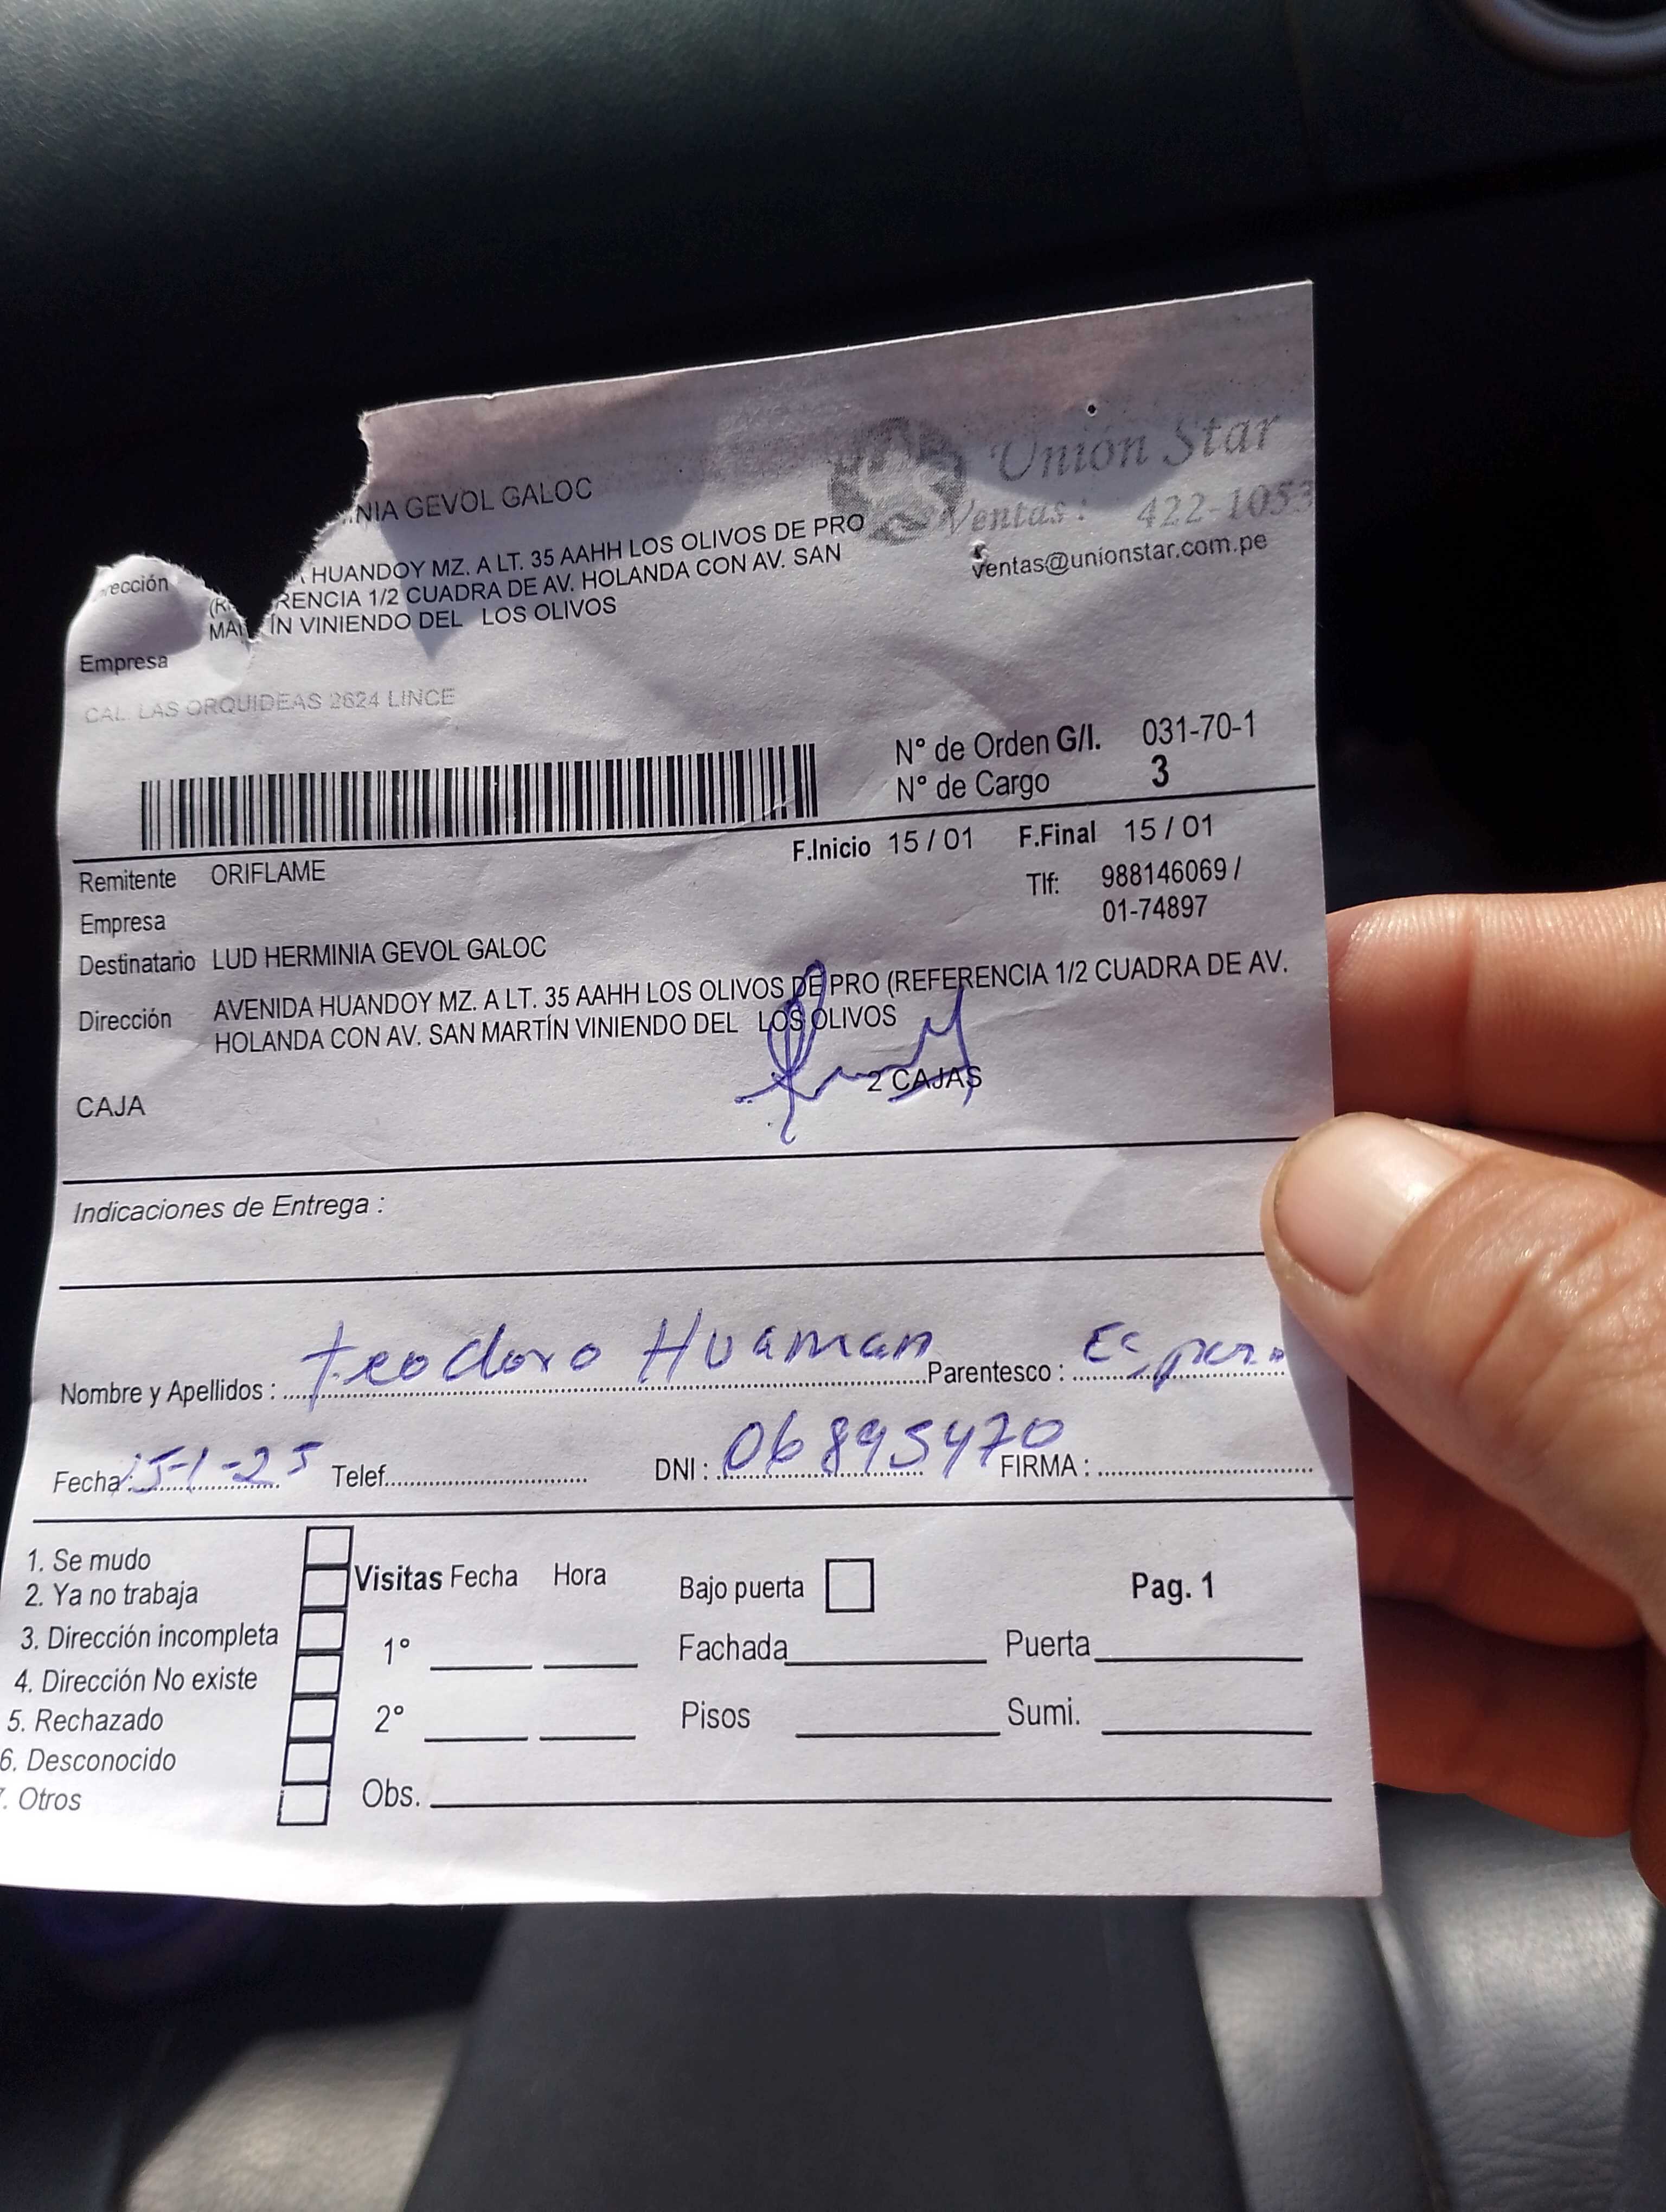 Unión Star
Ventas: 422-1053
ventas@unionstar.com.pe
NIA GEVOL GALOC
HUANDOY MZ. A LT. 35 AAHH LOS OLIVOS DE PRO
RENCIA 1/2 CUADRA DE AV. HOLANDA CON AV. SAN
ÍN VINIENDO DEL LOS OLIVOS
ección
Empresa
CAL. LAS ORQUIDEAS 2624 LINCE
N° de Orden G/I. 031-70-1
N° de Cargo 3
F.Inicio 15 / 01 F.Final 15 / 01
Remitente ORIFLAME
Tlf: 988146069 /
01-74897
Empresa
Destinatario LUD HERMINIA GEVOL GALOC
Dirección AVENIDA HUANDOY MZ. A LT. 35 AAHH LOS OLIVOS DE PRO (REFERENCIA 1/2 CUADRA DE AV.
HOLANDA CON AV. SAN MARTÍN VINIENDO DEL LOS OLIVOS
CAJA 2 CAJAS
Indicaciones de Entrega :
Nombre y Apellidos : Teodoro Huaman Parentesco :
Fecha: 15-1-25 Telef. DNI : 06895470 FIRMA :
1. Se mudo
2. Ya no trabaja
3. Dirección incompleta
4. Dirección No existe
5. Rechazado
6. Desconocido
7. Otros
Visitas Fecha Hora
1°
2°
Obs.
Bajo puerta Pag. 1
Fachada Puerta
Pisos Sumi.